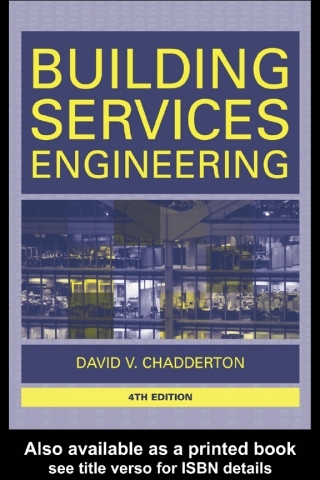 BUILDING
SERVICES
ENGINEERING
DAVID V. CHADDERTON
4TH EDITION
Also available as a printed book
see title verso for ISBN details